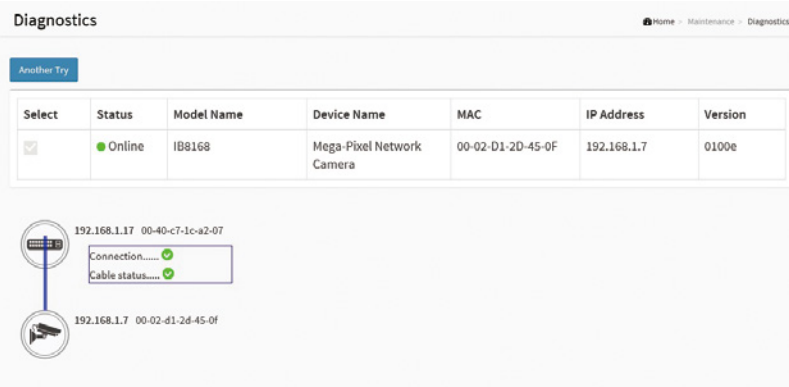 Diagnostics
Home > Maintenance > Diagnostics
Another Try
Select Status Model Name Device Name MAC IP Address Version
Online IB8168 Mega-Pixel Network Camera 00-02-D1-2D-45-0F 192.168.1.7 0100e
192.168.1.17 00-40-c7-1c-a2-07
Connection......
Cable status.....
192.168.1.7 00-02-d1-2d-45-0f